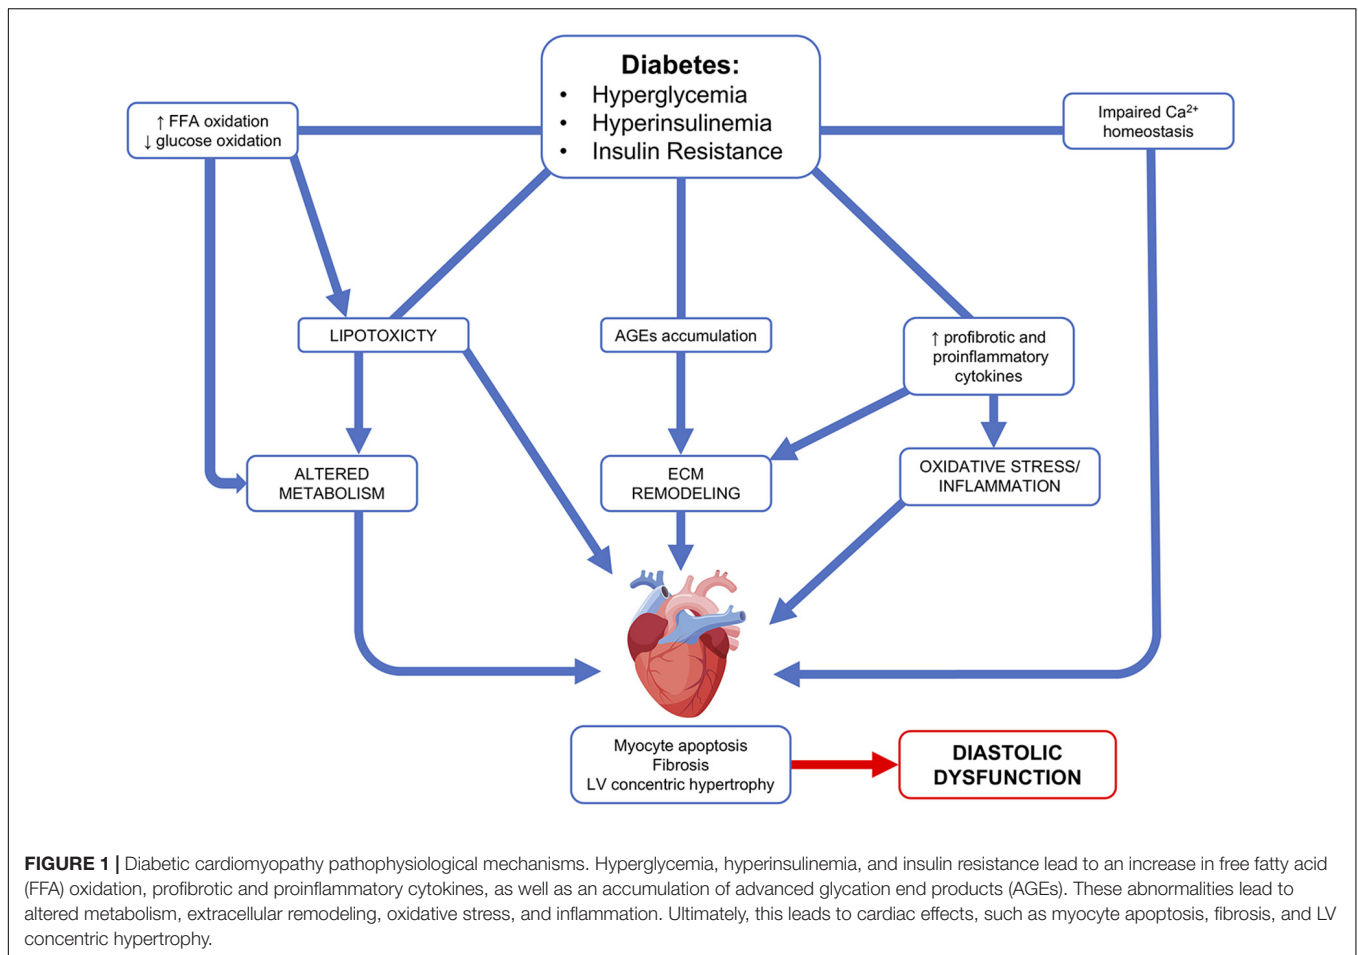 Diabetes:
• Hyperglycemia
• Hyperinsulinemia
• Insulin Resistance
↑ FFA oxidation
↓ glucose oxidation
Impaired Ca²⁺
homeostasis
LIPOTOXICTY
AGEs accumulation
↑ profibrotic and
proinflammatory
cytokines
ALTERED
METABOLISM
ECM
REMODELING
OXIDATIVE STRESS/
INFLAMMATION
Myocyte apoptosis
Fibrosis
LV concentric hypertrophy
DIASTOLIC
DYSFUNCTION
FIGURE 1 | Diabetic cardiomyopathy pathophysiological mechanisms. Hyperglycemia, hyperinsulinemia, and insulin resistance lead to an increase in free fatty acid
(FFA) oxidation, profibrotic and proinflammatory cytokines, as well as an accumulation of advanced glycation end products (AGEs). These abnormalities lead to
altered metabolism, extracellular remodeling, oxidative stress, and inflammation. Ultimately, this leads to cardiac effects, such as myocyte apoptosis, fibrosis, and LV
concentric hypertrophy.